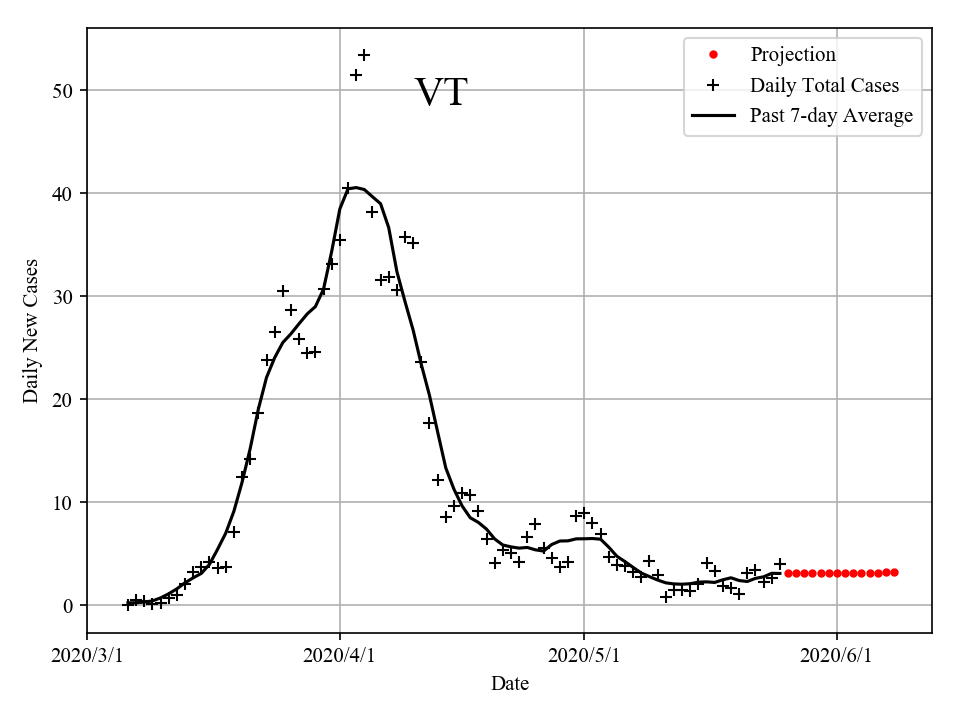 VT
Projection
Daily Total Cases
Past 7-day Average
Daily New Cases
50
40
30
20
10
0
2020/3/1
2020/4/1
2020/5/1
2020/6/1
Date